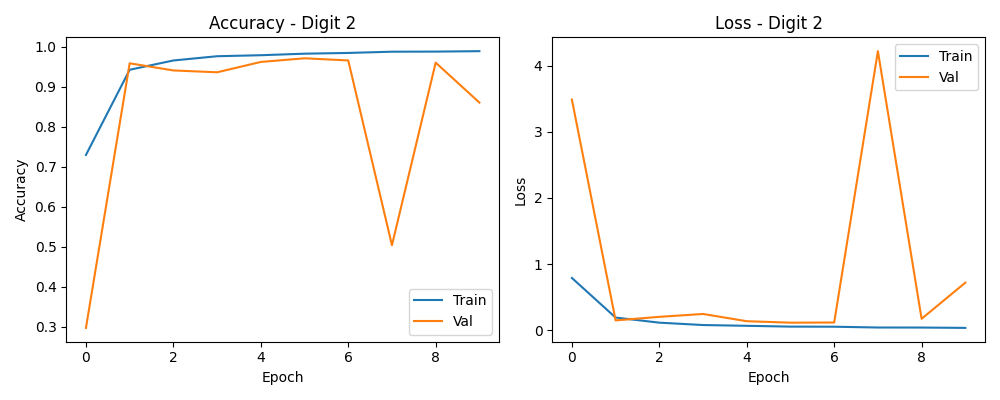 Accuracy - Digit 2
Accuracy
1.0
0.9
0.8
0.7
0.6
0.5
0.4
0.3
0 2 4 6 8
Epoch
Train
Val
Loss - Digit 2
Loss
4
3
2
1
0
0 2 4 6 8
Epoch
Train
Val